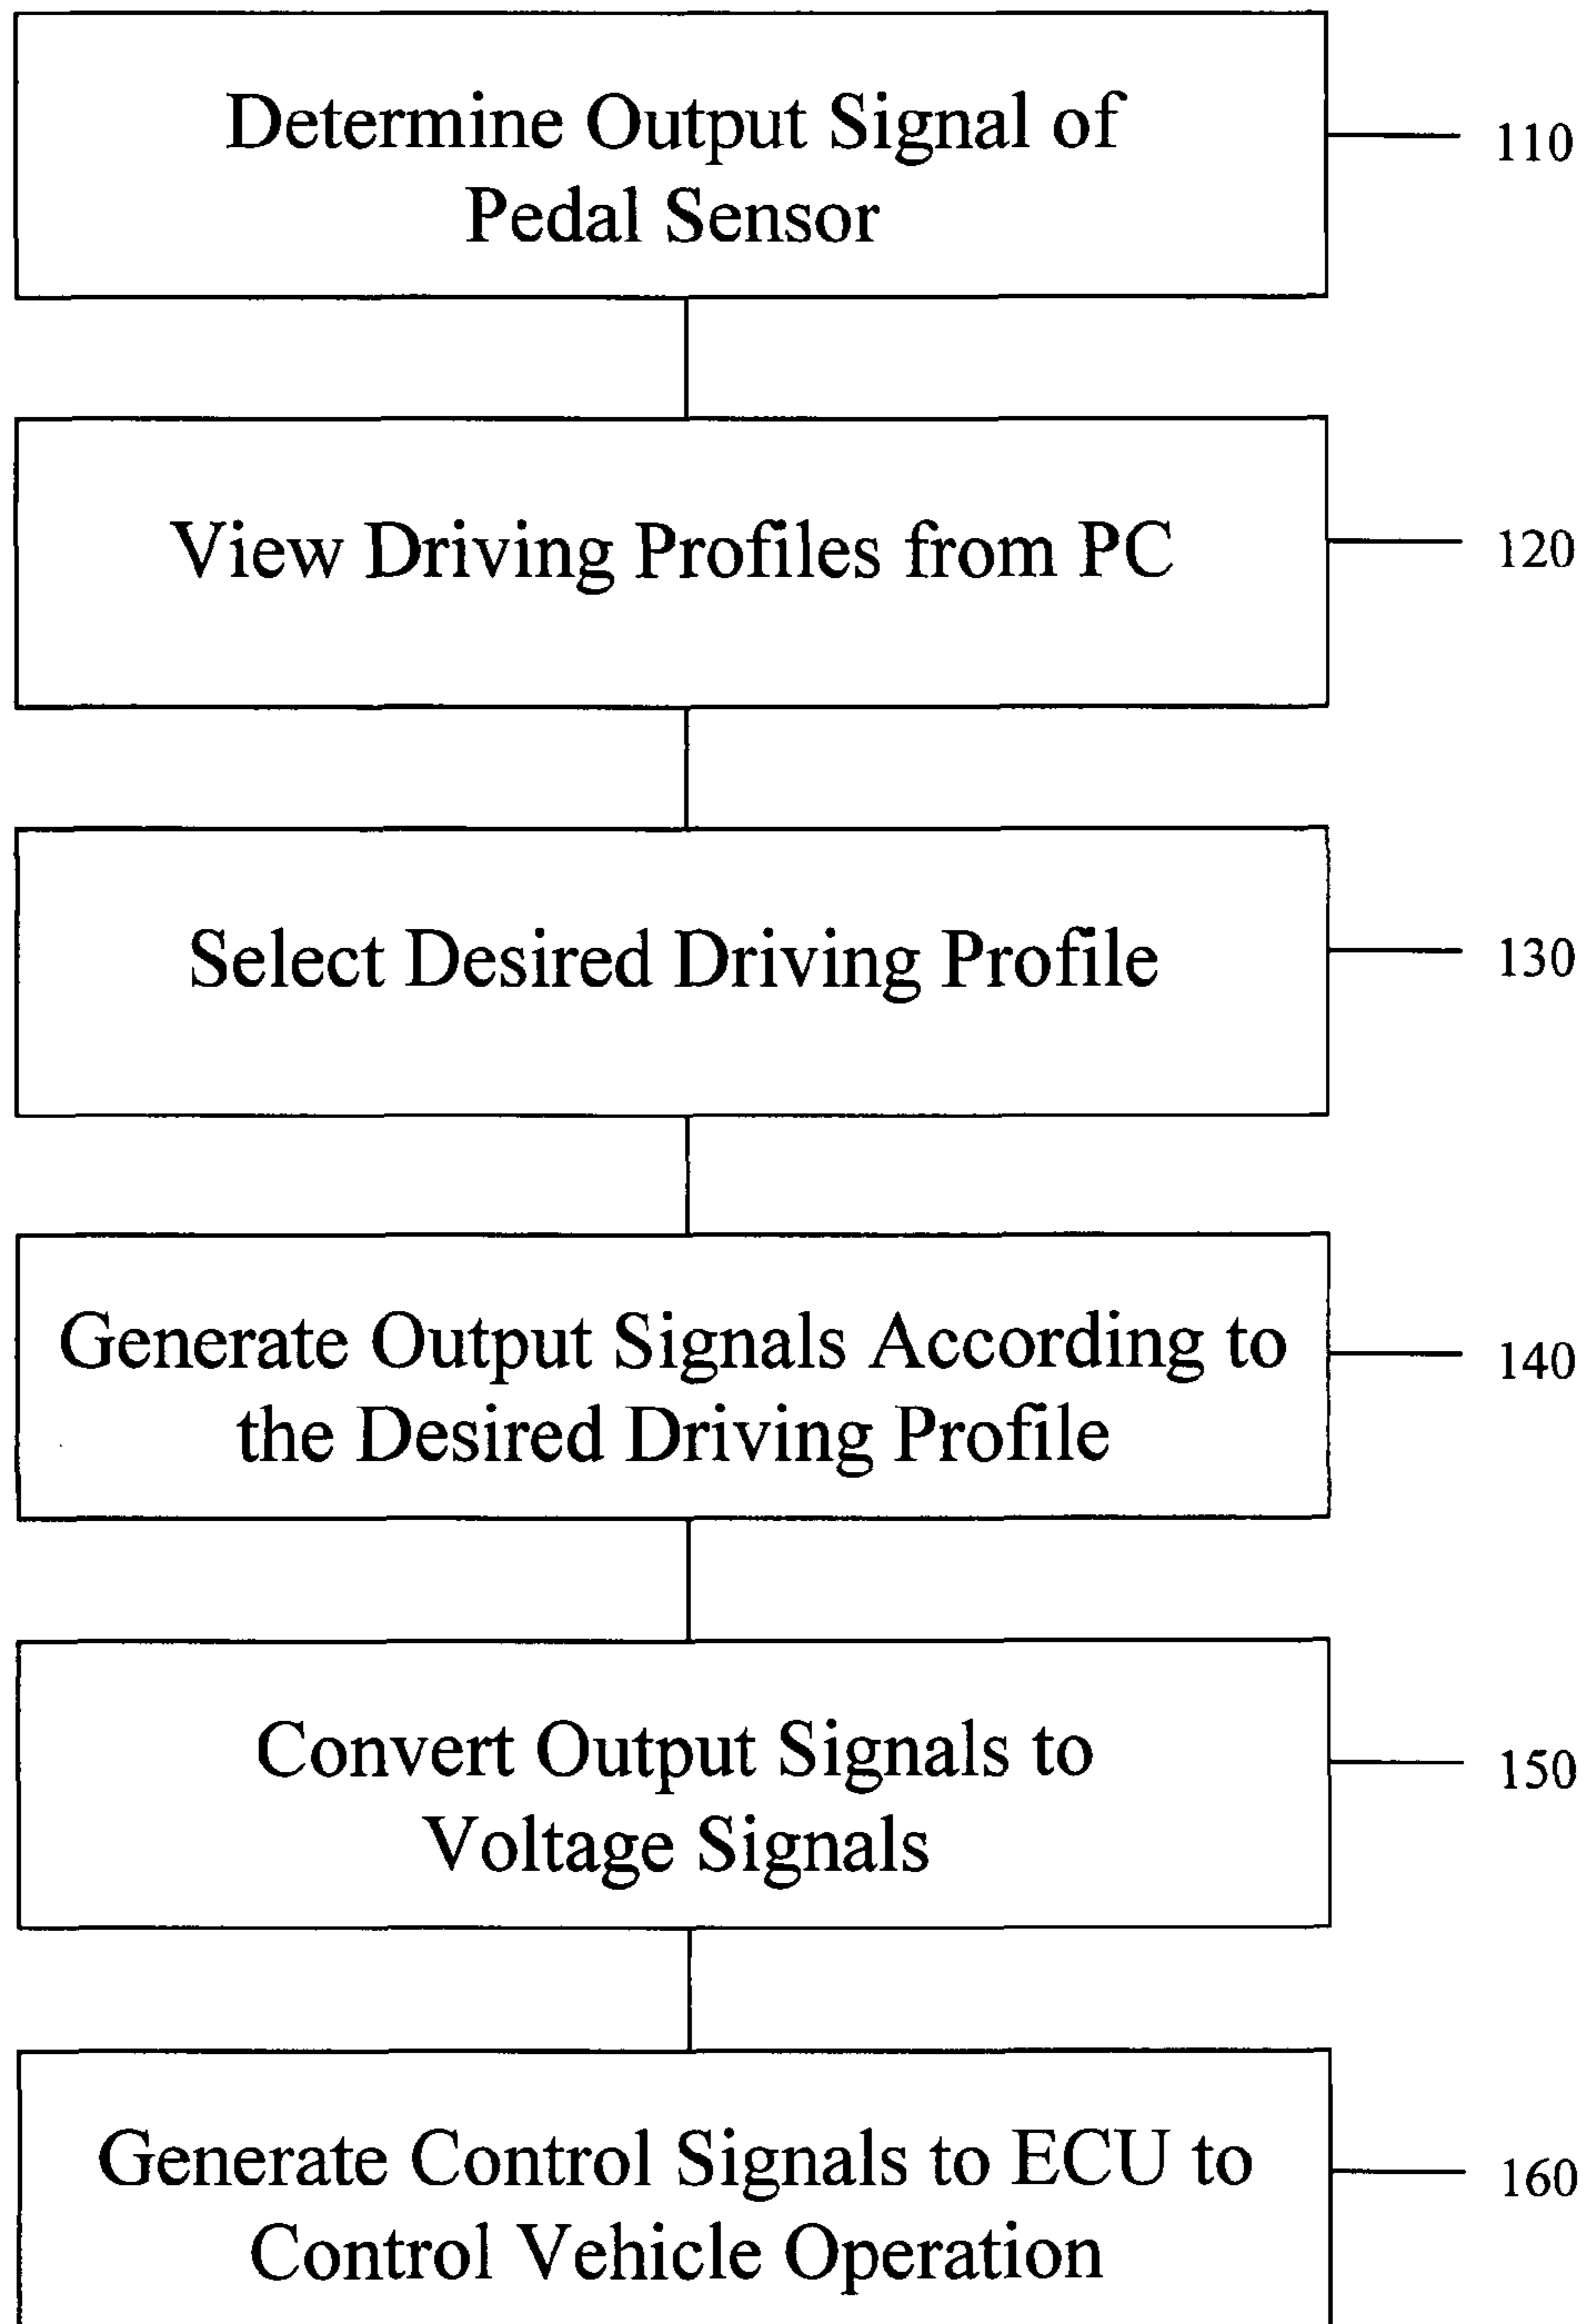 Determine Output Signal of
Pedal Sensor
110
View Driving Profiles from PC
120
Select Desired Driving Profile
130
Generate Output Signals According to
the Desired Driving Profile
140
Convert Output Signals to
Voltage Signals
150
Generate Control Signals to ECU to
Control Vehicle Operation
160